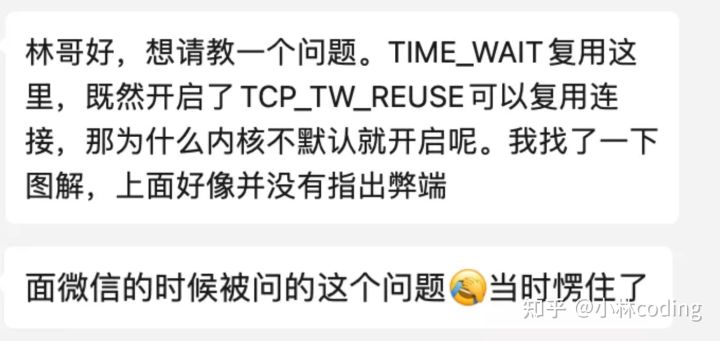 林哥好，想请教一个问题。TIME_WAIT复用这
里，既然开启了TCP_TW_REUSE可以复用连
接，那为什么内核不默认就开启呢。我找了一下
图解，上面好像并没有指出弊端
面微信的时候被问的这个问题🤦当时愣住了
知乎 @小林coding